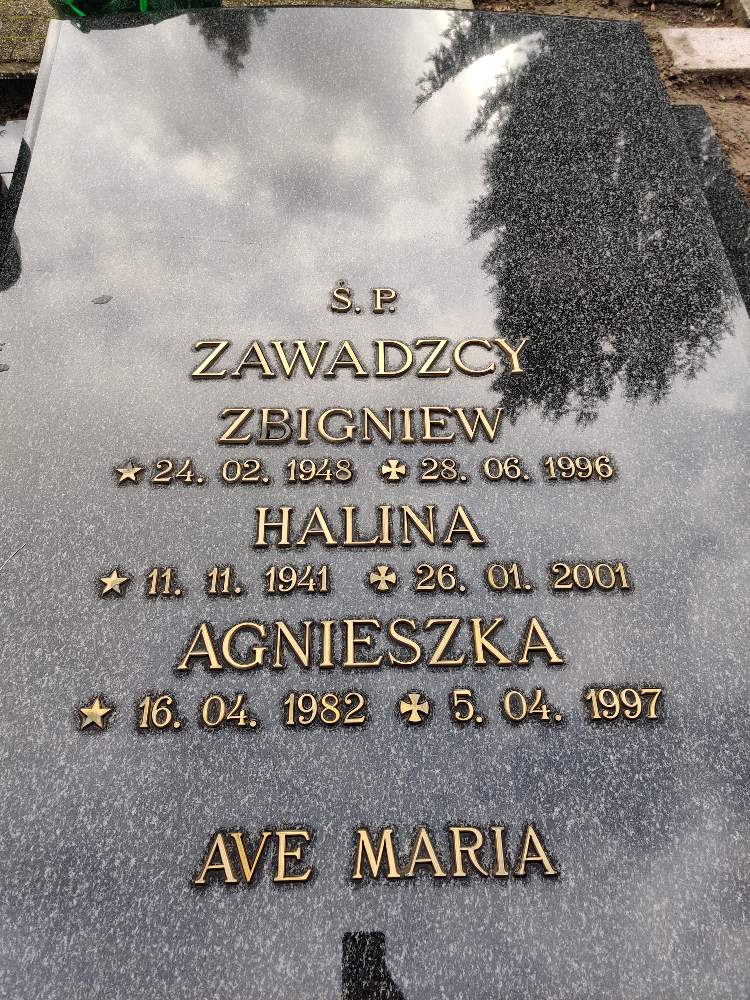 Ś. P.
ZAWADZCY
ZBIGNIEW
★24. 02. 1948 ✠28. 06. 1996
HALINA
★ 11. 11. 1941 ✠ 26. 01. 2001
AGNIESZKA
★ 16. 04. 1982 ✠ 5. 04. 1997
AVE MARIA